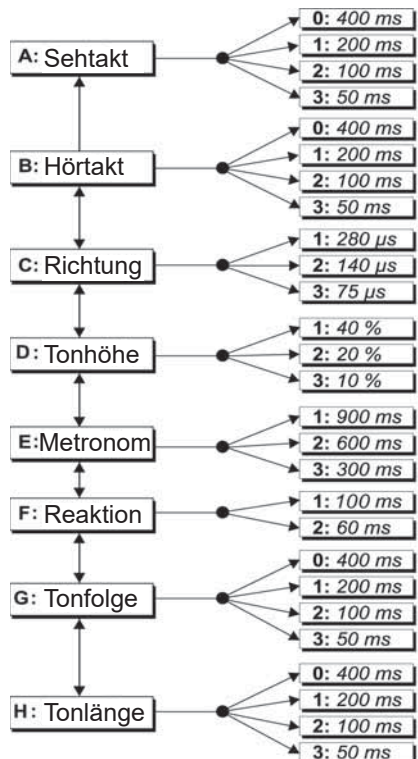 A: Sehtakt
0: 400 ms
1: 200 ms
2: 100 ms
3: 50 ms
B: Hörtakt
0: 400 ms
1: 200 ms
2: 100 ms
3: 50 ms
C: Richtung
1: 280 µs
2: 140 µs
3: 75 µs
D: Tonhöhe
1: 40 %
2: 20 %
3: 10 %
E: Metronom
1: 900 ms
2: 600 ms
3: 300 ms
F: Reaktion
1: 100 ms
2: 60 ms
G: Tonfolge
0: 400 ms
1: 200 ms
2: 100 ms
3: 50 ms
H: Tonlänge
0: 400 ms
1: 200 ms
2: 100 ms
3: 50 ms